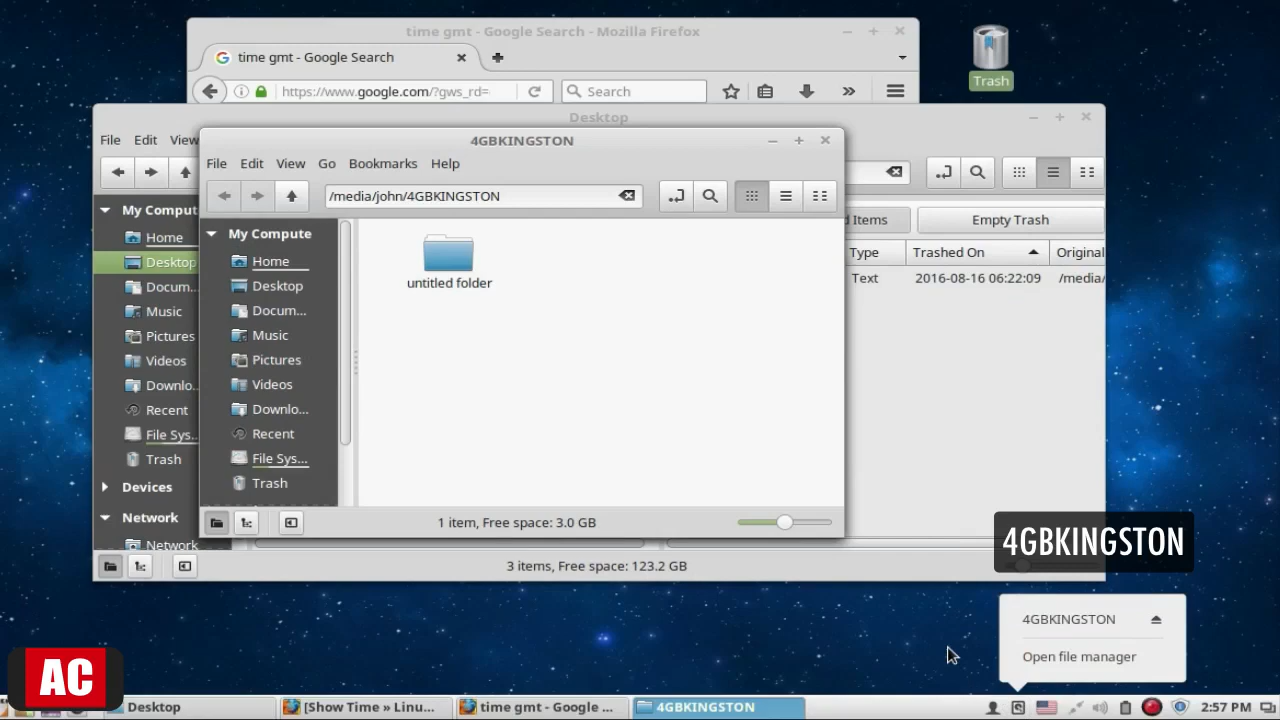 time gmt - Google Search - Mozilla Firefox
time gmt - Google Search
https://www.google.com/?gws_rd=
Search
Trash
Desktop
File Edit View
4GBKINGSTON
File Edit View Go Bookmarks Help
/media/john/4GBKINGSTON
Items
Empty Trash
Type
Trashed On
Original
Text
2016-08-16 06:22:09
/media/
My Comput
Home
Desktop
Docum...
Music
Pictures
Videos
Downlo...
Recent
File Sys...
Trash
Devices
Network
Network
My Compute
Home
Desktop
Docum...
Music
Pictures
Videos
Downlo...
Recent
File Sys...
Trash
untitled folder
1 item, Free space: 3.0 GB
3 items, Free space: 123.2 GB
4GBKINGSTON
4GBKINGSTON
Open file manager
AC
Desktop
[Show Time » Linu...
time gmt - Google ...
4GBKINGSTON
2:57 PM